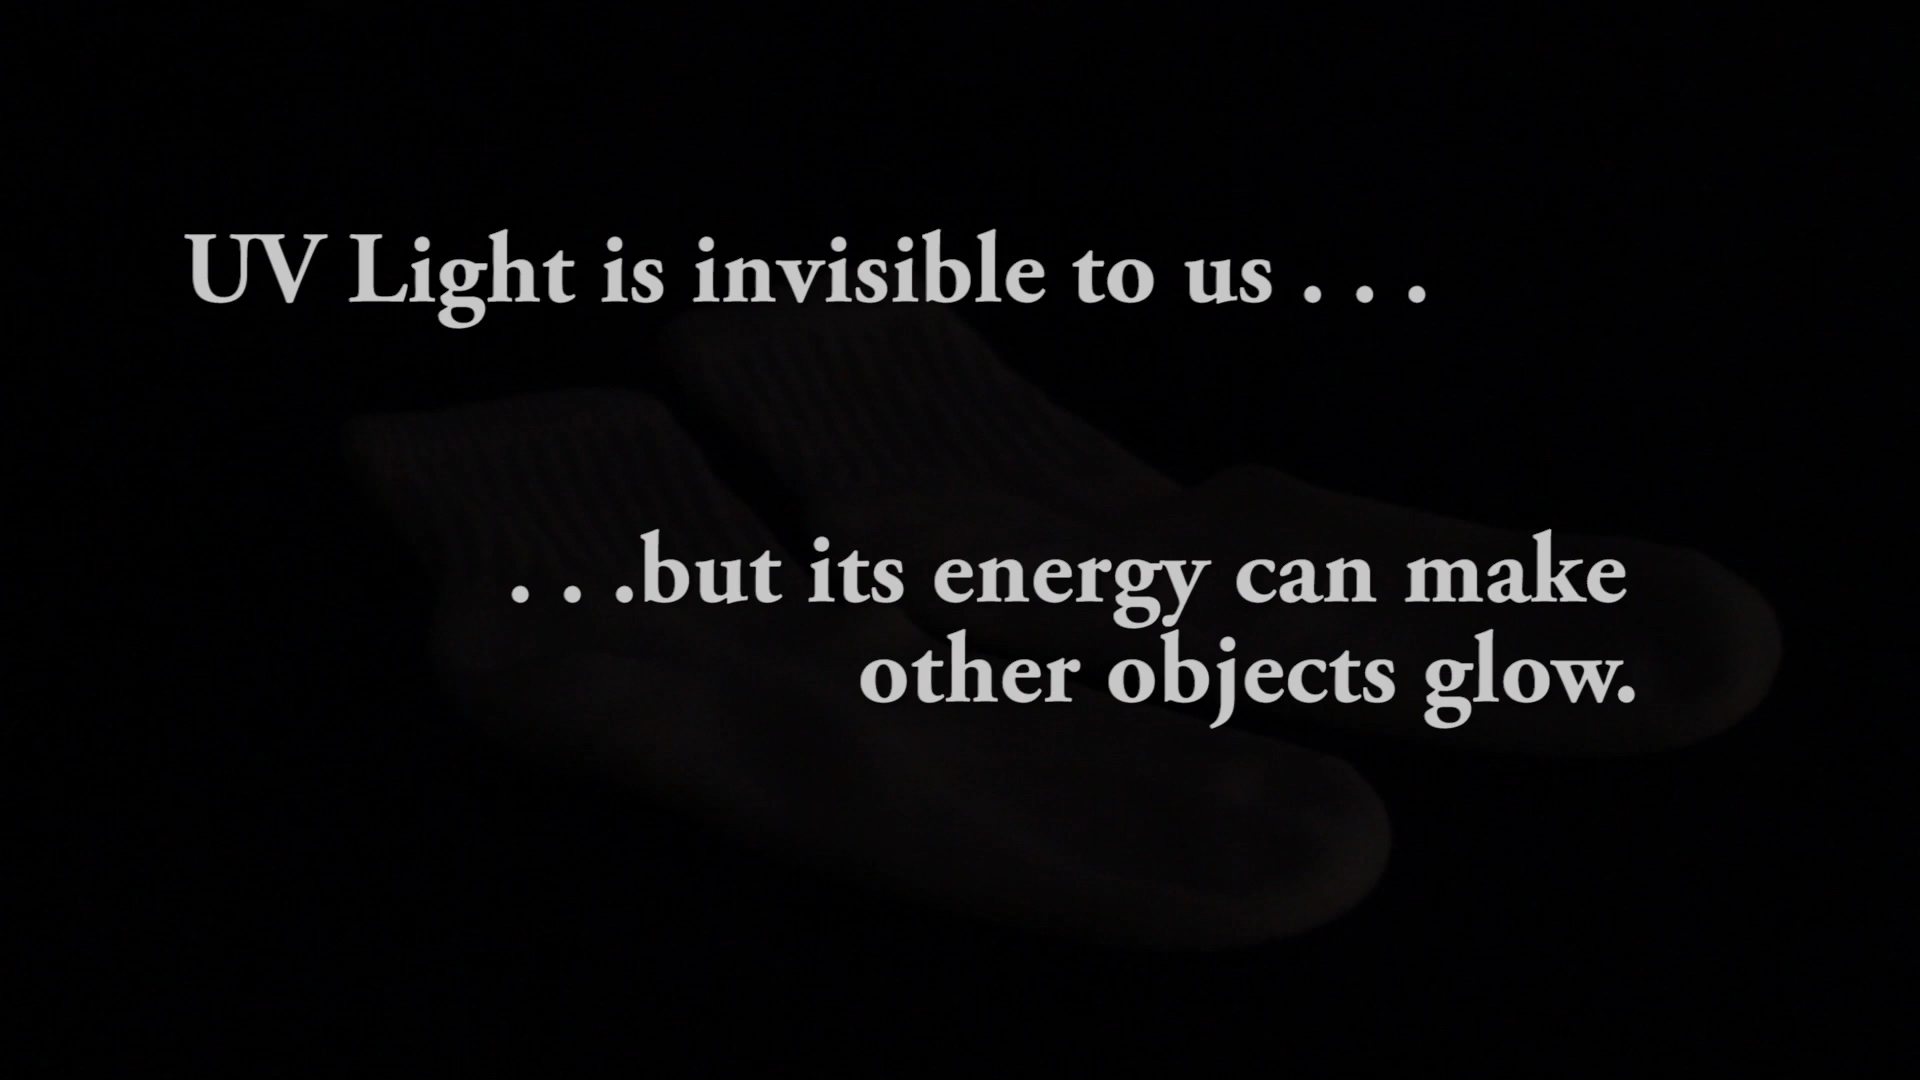 UV Light is invisible to us . . .
. . .but its energy can make
other objects glow.